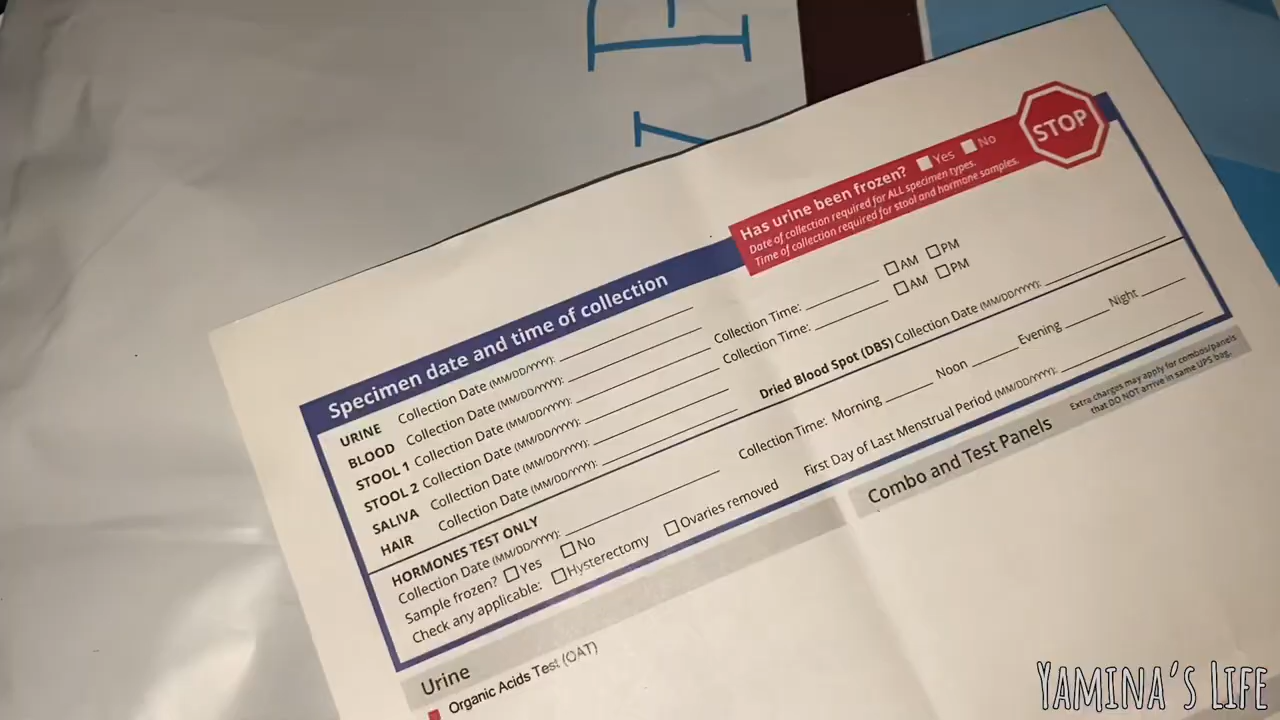 STOP
Has urine been frozen? Yes No
Date of collection required for ALL specimen types.
Time of collection required for stool and hormone samples.
Specimen date and time of collection
URINE Collection Date (MM/DD/YYYY):
BLOOD Collection Date (MM/DD/YYYY):
STOOL 1 Collection Date (MM/DD/YYYY): Collection Time: AM PM
STOOL 2 Collection Date (MM/DD/YYYY): Collection Time: AM PM
SALIVA Collection Date (MM/DD/YYYY):
HAIR Collection Date (MM/DD/YYYY): Dried Blood Spot (DBS) Collection Date (MM/DD/YYYY):
HORMONES TEST ONLY
Collection Date (MM/DD/YYYY): Collection Time: Morning Noon Evening Night
Sample frozen? Yes No First Day of Last Menstrual Period (MM/DD/YYYY):
Check any applicable: Hysterectomy Ovaries removed
Combo and Test Panels
Extra charges may apply for combos/panels
that DO NOT arrive in same UPS bag.
Urine
Organic Acids Test (OAT)
YAMINA'S LIFE